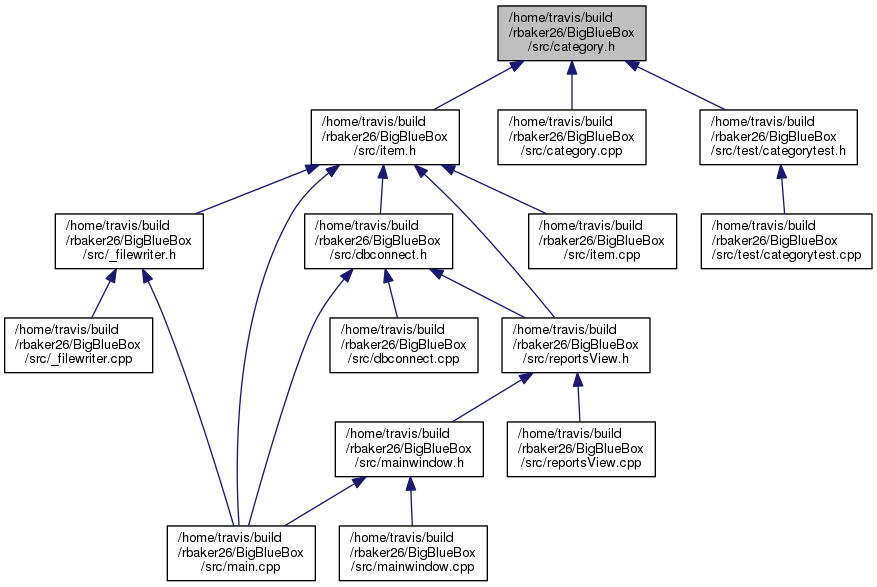 /home/travis/build
/rbaker26/BigBlueBox
/src/category.h
/home/travis/build
/rbaker26/BigBlueBox
/src/item.h
/home/travis/build
/rbaker26/BigBlueBox
/src/category.cpp
/home/travis/build
/rbaker26/BigBlueBox
/src/test/categorytest.h
/home/travis/build
/rbaker26/BigBlueBox
/src/_filewriter.h
/home/travis/build
/rbaker26/BigBlueBox
/src/dbconnect.h
/home/travis/build
/rbaker26/BigBlueBox
/src/item.cpp
/home/travis/build
/rbaker26/BigBlueBox
/src/test/categorytest.cpp
/home/travis/build
/rbaker26/BigBlueBox
/src/_filewriter.cpp
/home/travis/build
/rbaker26/BigBlueBox
/src/dbconnect.cpp
/home/travis/build
/rbaker26/BigBlueBox
/src/reportsView.h
/home/travis/build
/rbaker26/BigBlueBox
/src/mainwindow.h
/home/travis/build
/rbaker26/BigBlueBox
/src/reportsView.cpp
/home/travis/build
/rbaker26/BigBlueBox
/src/main.cpp
/home/travis/build
/rbaker26/BigBlueBox
/src/mainwindow.cpp